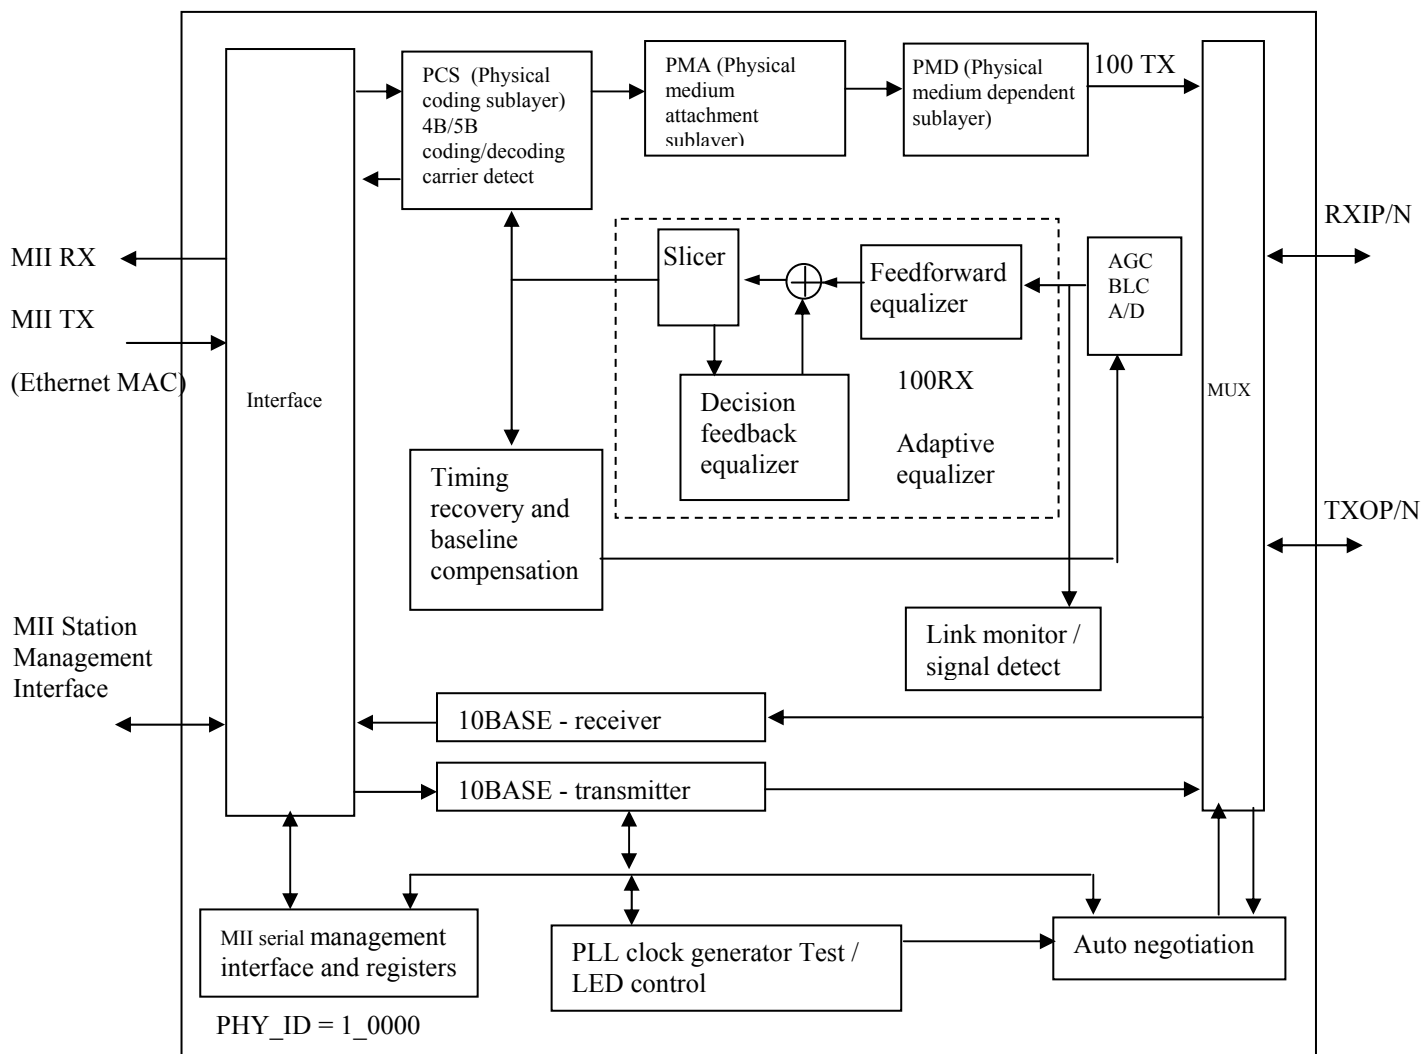 PCS (Physical
coding sublayer)
4B/5B
coding/decoding
carrier detect
PMA (Physical
medium
attachment
sublayer)
PMD (Physical
medium dependent
sublayer)
100 TX
RXIP/N
MII RX
MII TX
(Ethernet MAC)
Interface
Slicer
Feedforward
equalizer
AGC
BLC
A/D
MUX
Decision
feedback
equalizer
100RX
Adaptive
equalizer
Timing
recovery and
baseline
compensation
TXOP/N
Link monitor /
signal detect
MII Station
Management
Interface
10BASE - receiver
10BASE - transmitter
MII serial management
interface and registers
PLL clock generator Test /
LED control
Auto negotiation
PHY_ID = 1_0000